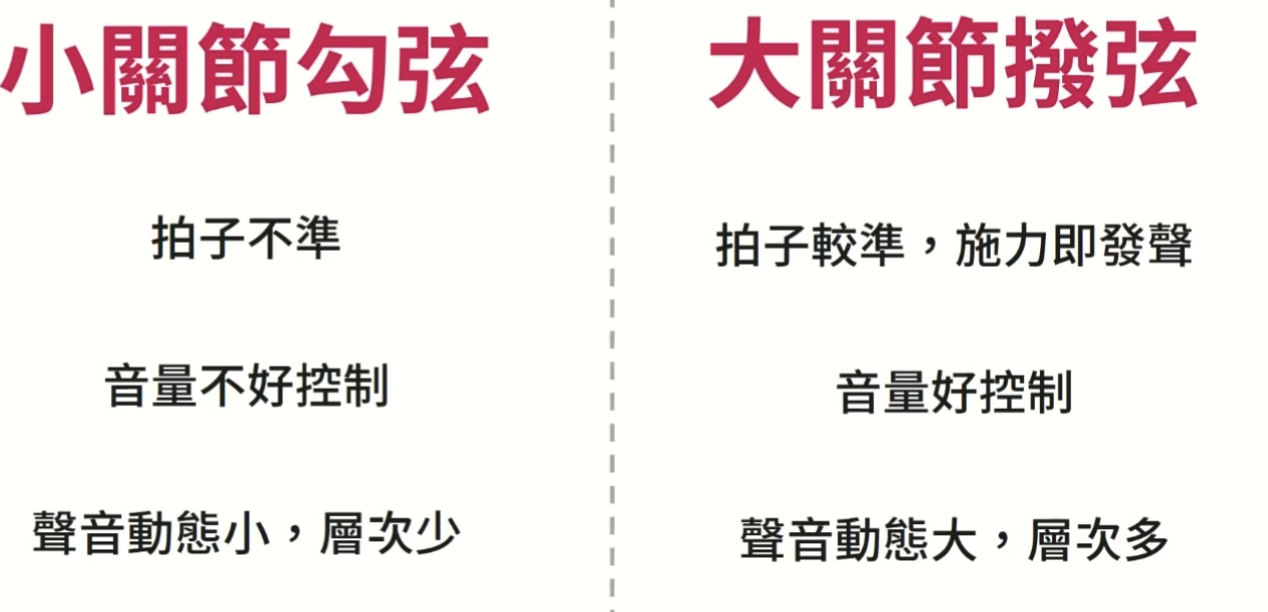 小關節勾弦
拍子不準
音量不好控制
聲音動態小，層次少
大關節撥弦
拍子較準，施力即發聲
音量好控制
聲音動態大，層次多